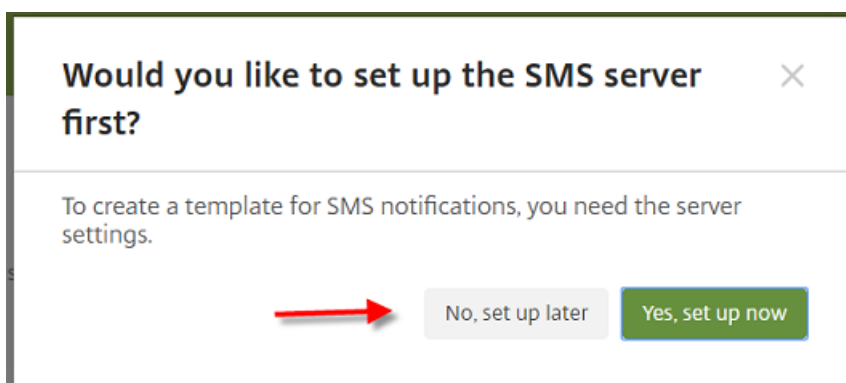 Would you like to set up the SMS server
first?
To create a template for SMS notifications, you need the server
settings.
No, set up later
Yes, set up now